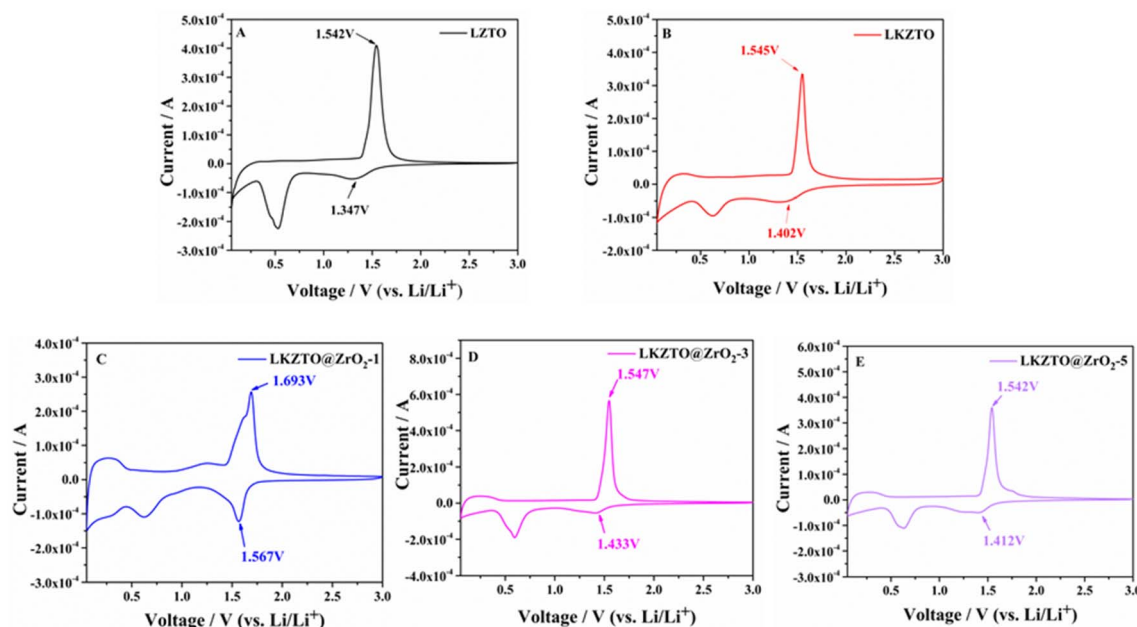 A
LZTO
1.542V
1.347V
Current / A
5.0x10⁻⁴
4.0x10⁻⁴
3.0x10⁻⁴
2.0x10⁻⁴
1.0x10⁻⁴
0.0
-1.0x10⁻⁴
-2.0x10⁻⁴
-3.0x10⁻⁴
0.5 1.0 1.5 2.0 2.5 3.0
Voltage / V (vs. Li/Li⁺)
B
LKZTO
1.545V
1.402V
Current / A
5.0x10⁻⁴
4.0x10⁻⁴
3.0x10⁻⁴
2.0x10⁻⁴
1.0x10⁻⁴
0.0
-1.0x10⁻⁴
-2.0x10⁻⁴
0.5 1.0 1.5 2.0 2.5 3.0
Voltage / V (vs. Li/Li⁺)
C
LKZTO@ZrO₂-1
1.693V
1.567V
Current / A
4.0x10⁻⁴
3.0x10⁻⁴
2.0x10⁻⁴
1.0x10⁻⁴
0.0
-1.0x10⁻⁴
-2.0x10⁻⁴
-3.0x10⁻⁴
0.5 1.0 1.5 2.0 2.5 3.0
Voltage / V (vs. Li/Li⁺)
D
LKZTO@ZrO₂-3
1.547V
1.433V
Current / A
8.0x10⁻⁴
6.0x10⁻⁴
4.0x10⁻⁴
2.0x10⁻⁴
0.0
-2.0x10⁻⁴
-4.0x10⁻⁴
0.5 1.0 1.5 2.0 2.5 3.0
Voltage / V (vs. Li/Li⁺)
E
LKZTO@ZrO₂-5
1.542V
1.412V
Current / A
6.0x10⁻⁴
5.0x10⁻⁴
4.0x10⁻⁴
3.0x10⁻⁴
2.0x10⁻⁴
1.0x10⁻⁴
0.0
-1.0x10⁻⁴
-2.0x10⁻⁴
-3.0x10⁻⁴
0.5 1.0 1.5 2.0 2.5 3.0
Voltage / V (vs. Li/Li⁺)